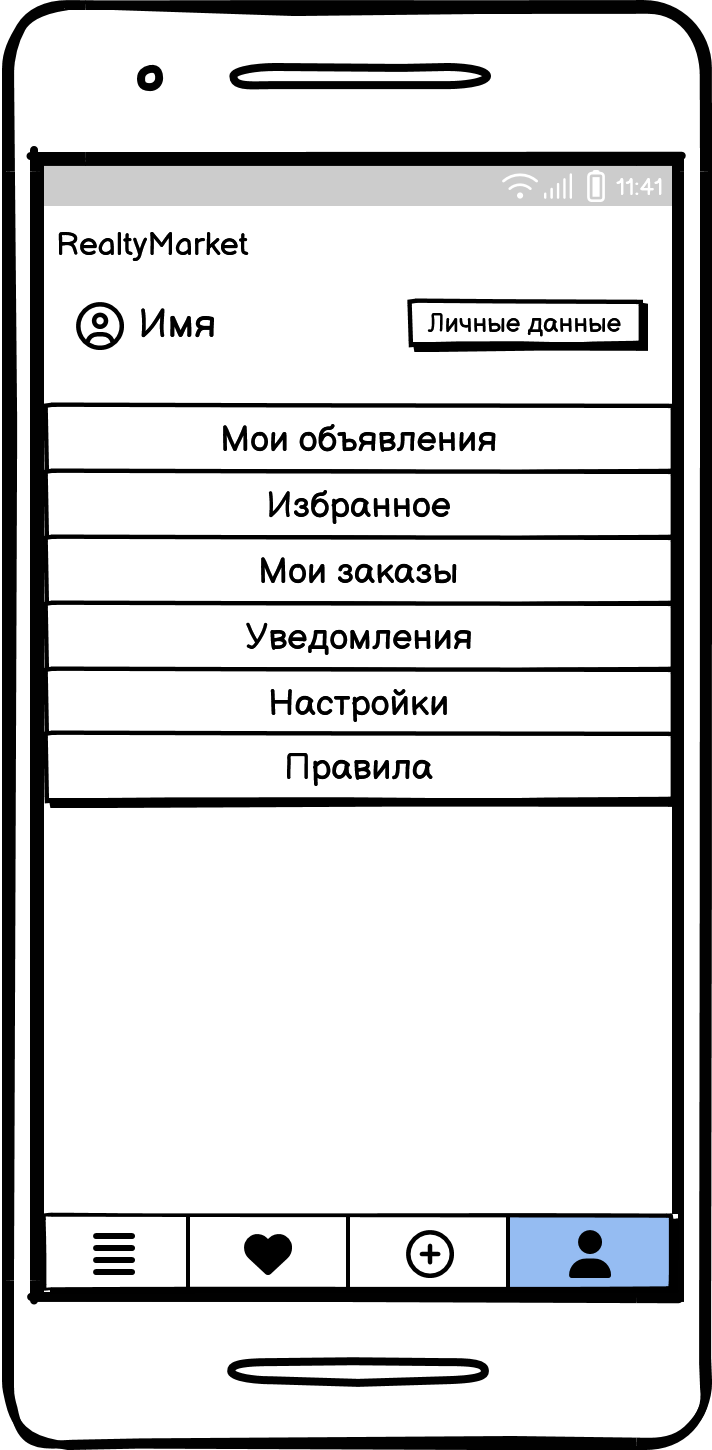 11:41
RealtyMarket
Имя
Личные данные
Мои объявления
Избранное
Мои заказы
Уведомления
Настройки
Правила